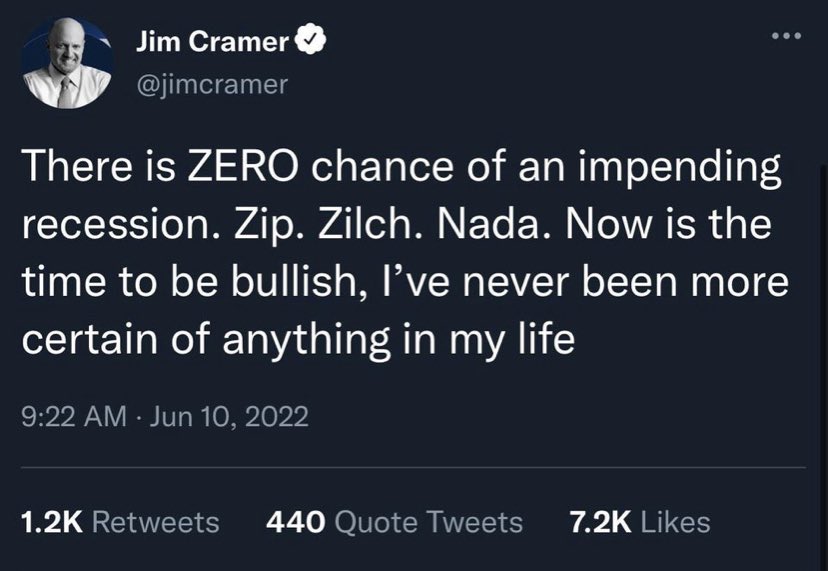 Jim Cramer
@jimcramer
There is ZERO chance of an impending
recession. Zip. Zilch. Nada. Now is the
time to be bullish, I’ve never been more
certain of anything in my life
9:22 AM · Jun 10, 2022
1.2K Retweets 440 Quote Tweets 7.2K Likes